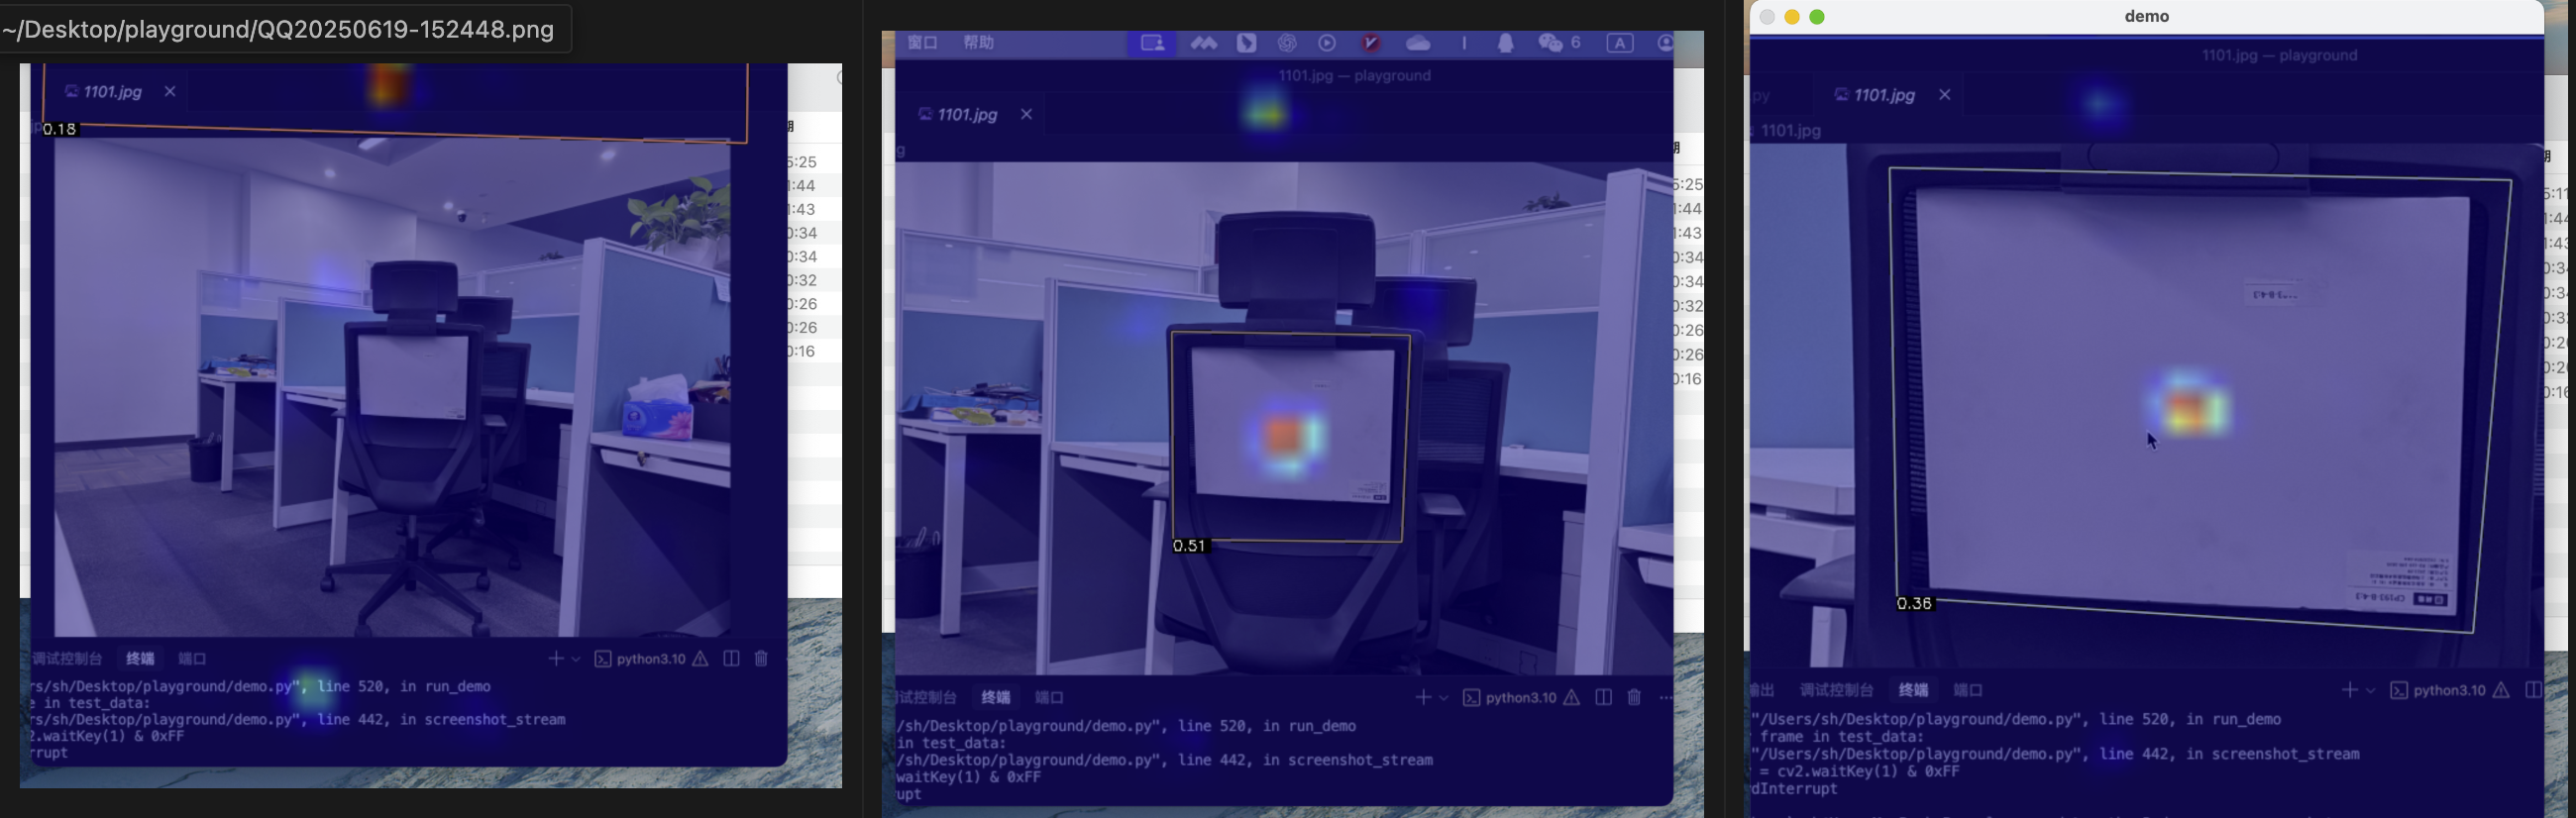 ~/Desktop/playground/QQ20250619-152448.png
1101.jpg
0.18
5:25
1:44
1:43
0:34
0:34
0:32
0:26
0:26
0:16
调试控制台 终端 端口
python3.10
rs/sh/Desktop/playground/demo.py", line 520, in run_demo
e in test_data:
rs/sh/Desktop/playground/demo.py", line 442, in screenshot_stream
2.waitKey(1) & 0xFF
rrupt
窗口 帮助
6
A
1101.jpg — playground
1101.jpg
g
5:25
1:44
1:43
0:34
0:34
0:32
0:26
0:26
0:16
0.51
试控制台 终端 端口
python3.10
/sh/Desktop/playground/demo.py", line 520, in run_demo
in test_data:
/sh/Desktop/playground/demo.py", line 442, in screenshot_stream
waitKey(1) & 0xFF
upt
demo
1101.jpg — playground
py
1101.jpg
1101.jpg
0.36
输出 调试控制台 终端 端口
python3.10
"/Users/sh/Desktop/playground/demo.py", line 520, in run_demo
frame in test_data:
"/Users/sh/Desktop/playground/demo.py", line 442, in screenshot_stream
= cv2.waitKey(1) & 0xFF
dInterrupt